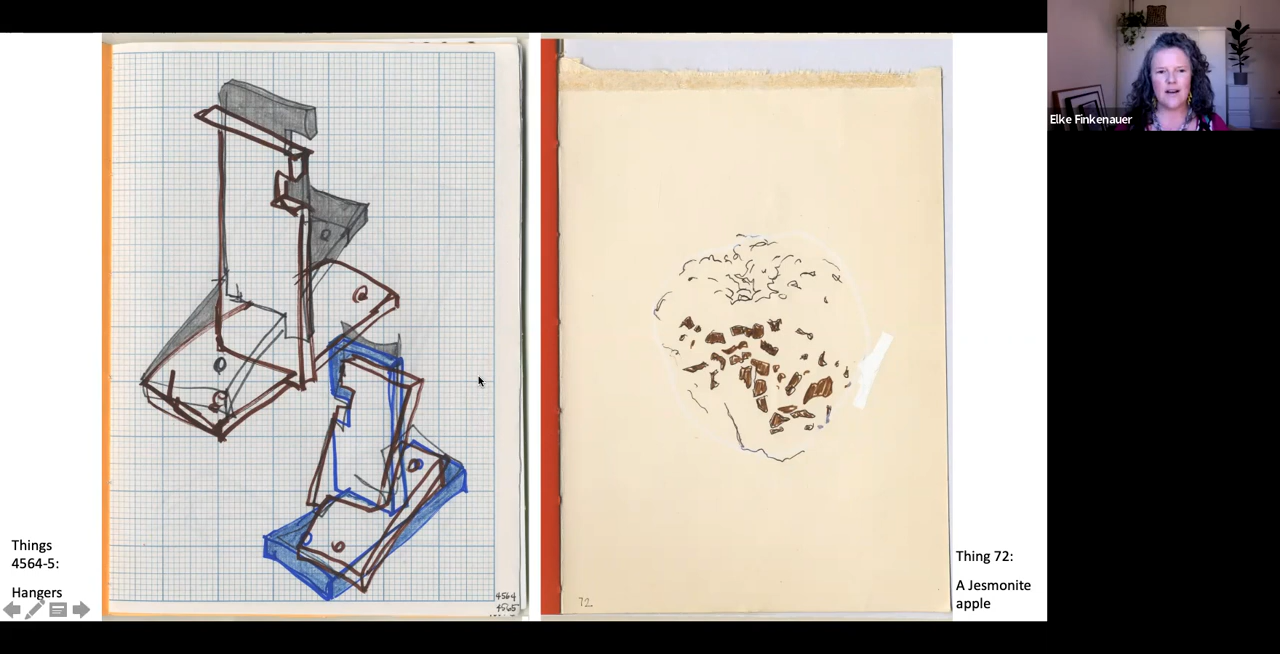 Things
4564-5:
Hangers
4564
4565
72
Thing 72:
A Jesmonite
apple
Elke Finkenauer